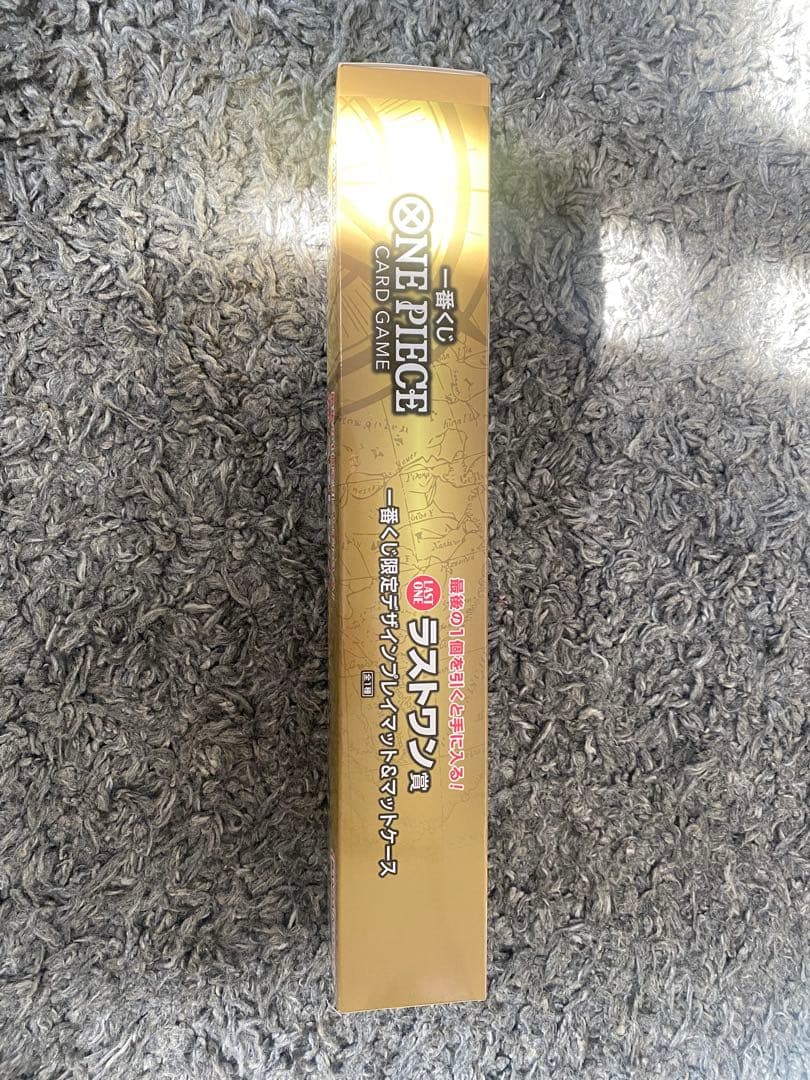 一番くじ
ONE PIECE
CARD GAME
最後の1個を引くと手に入る!
LAST
ONE
ラストワン賞
一番くじ限定デザインプレイマット&マットケース
全1種